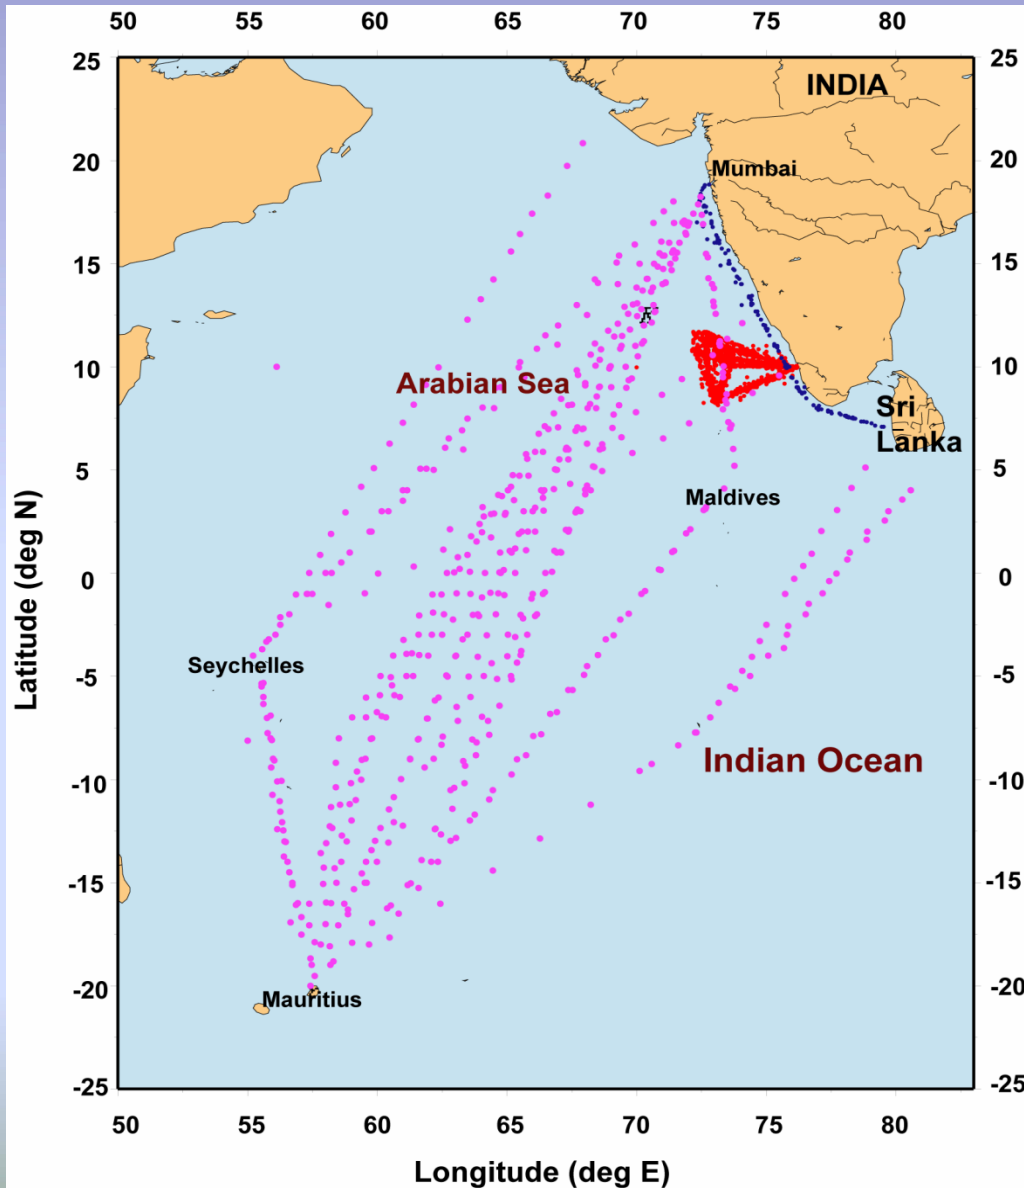 50 55 60 65 70 75 80
25 25
INDIA
20 Mumbai 20
15 15
10 10
Arabian Sea
Sri
Lanka
5 5
Maldives
0 0
Seychelles
-5 -5
Indian Ocean
-10 -10
-15 -15
-20 -20
Mauritius
-25 -25
50 55 60 65 70 75 80
Longitude (deg E)
Latitude (deg N)